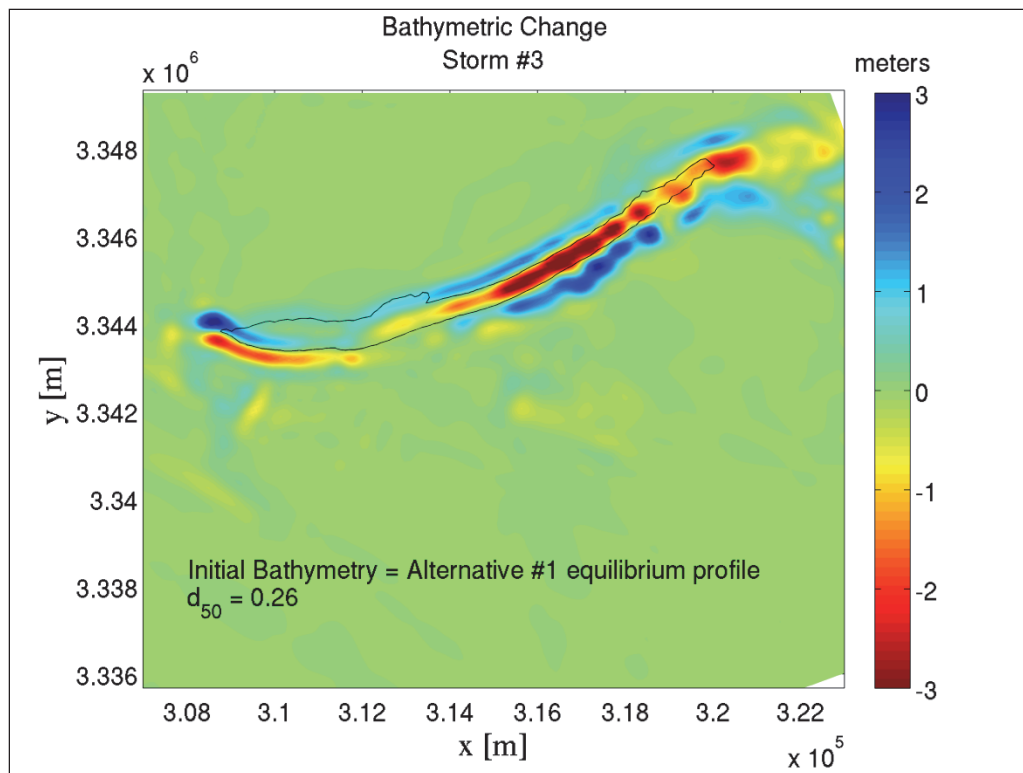 Bathymetric Change
Storm #3
x 10^6
meters
3
2
1
0
-1
-2
-3
3.348
3.346
3.344
3.342
3.34
3.338
3.336
y [m]
Initial Bathymetry = Alternative #1 equilibrium profile
d_50 = 0.26
3.08 3.1 3.12 3.14 3.16 3.18 3.2 3.22
x [m]
x 10^5